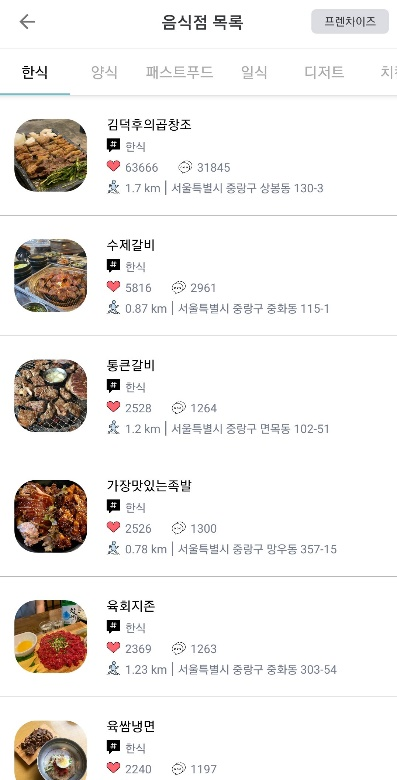 음식점 목록
프렌차이즈
한식 양식 패스트푸드 일식 디저트
김덕후의곱창조
# 한식
63666 31845
1.7 km | 서울특별시 중랑구 상봉동 130-3
수제갈비
# 한식
5816 2961
0.87 km | 서울특별시 중랑구 중화동 115-1
통큰갈비
# 한식
2528 1264
1.2 km | 서울특별시 중랑구 면목동 102-51
가장맛있는족발
# 한식
2526 1300
0.78 km | 서울특별시 중랑구 망우동 357-15
육회지존
# 한식
2369 1263
1.23 km | 서울특별시 중랑구 중화동 303-54
육쌈냉면
# 한식
2240 1197